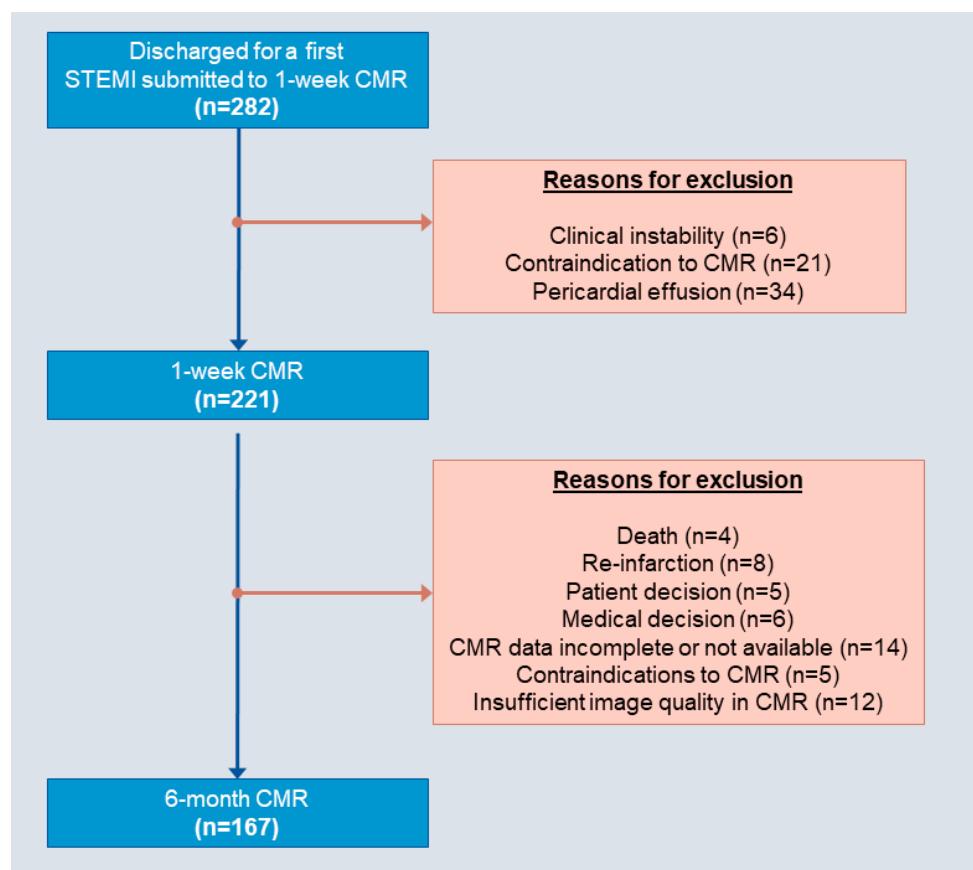 Discharged for a first
STEMI submitted to 1-week CMR
(n=282)
Reasons for exclusion
Clinical instability (n=6)
Contraindication to CMR (n=21)
Pericardial effusion (n=34)
1-week CMR
(n=221)
Reasons for exclusion
Death (n=4)
Re-infarction (n=8)
Patient decision (n=5)
Medical decision (n=6)
CMR data incomplete or not available (n=14)
Contraindications to CMR (n=5)
Insufficient image quality in CMR (n=12)
6-month CMR
(n=167)